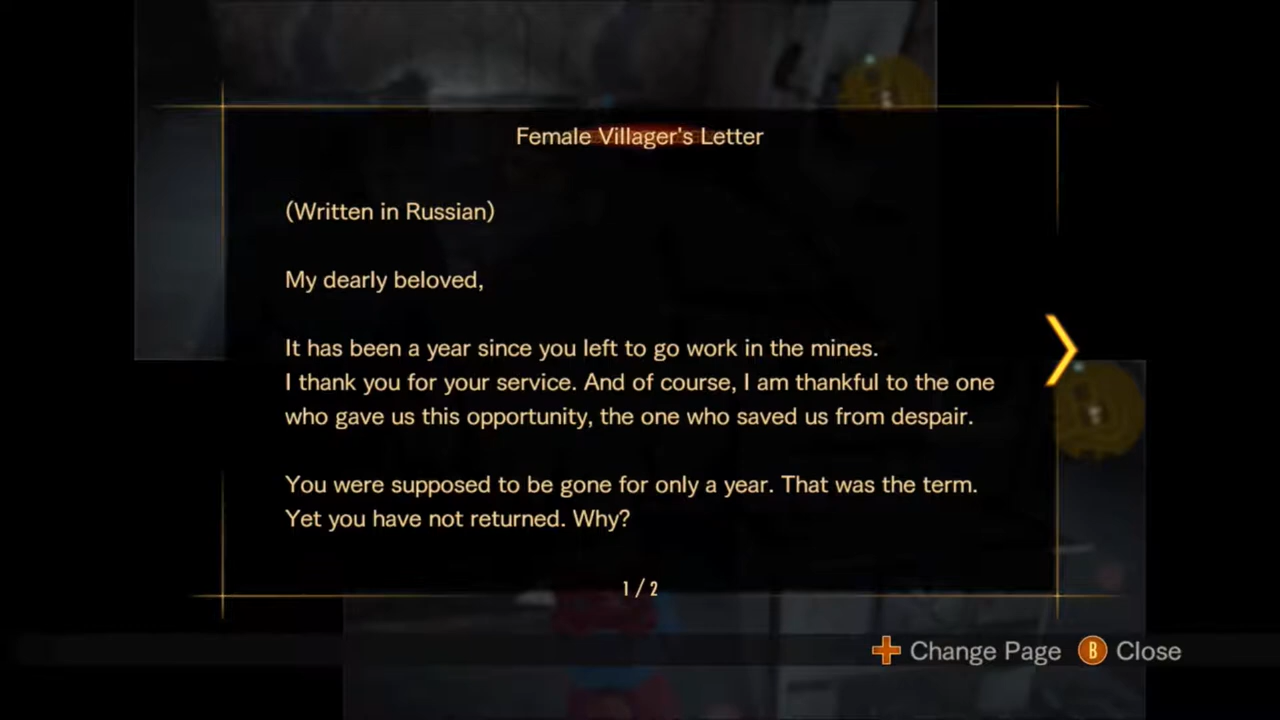 Female Villager's Letter
(Written in Russian)
My dearly beloved,
It has been a year since you left to go work in the mines.
I thank you for your service. And of course, I am thankful to the one
who gave us this opportunity, the one who saved us from despair.
You were supposed to be gone for only a year. That was the term.
Yet you have not returned. Why?
1 / 2
Change Page B Close